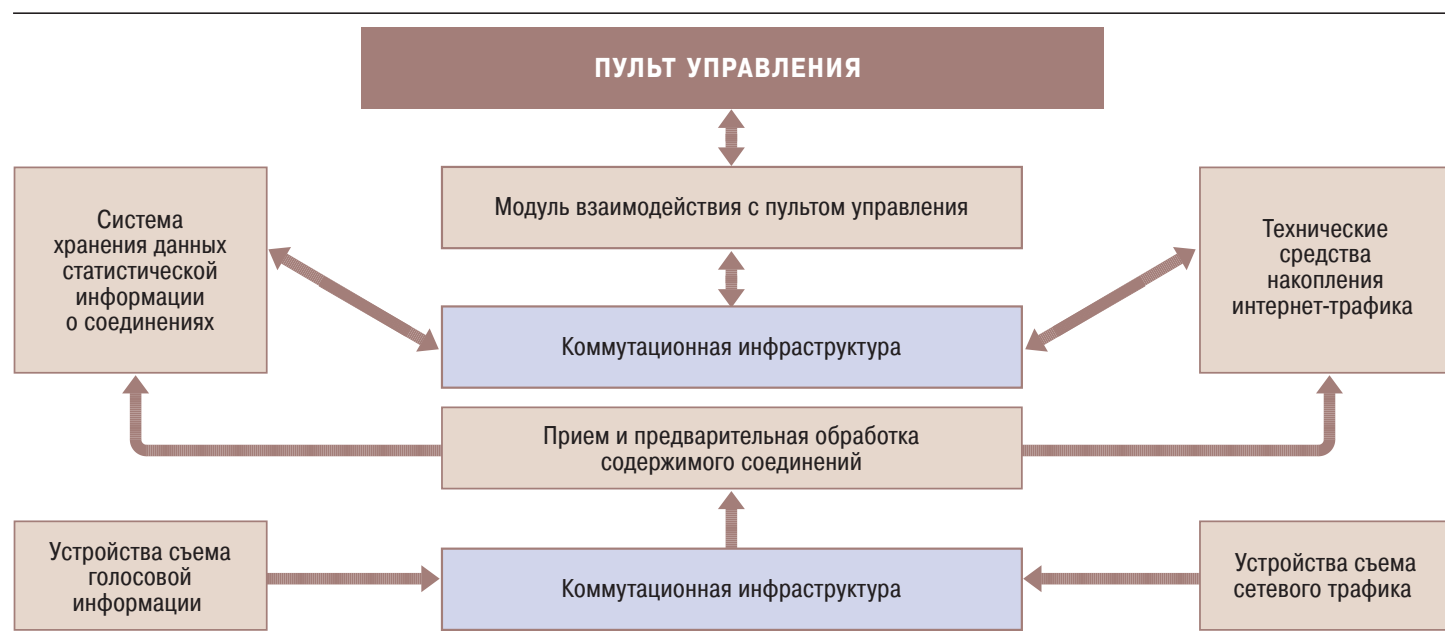 ПУЛЬТ УПРАВЛЕНИЯ
Модуль взаимодействия с пультом управления
Система
хранения данных
статистической
информации
о соединениях
Технические
средства
накопления
интернет-трафика
Коммутационная инфраструктура
Прием и предварительная обработка
содержимого соединений
Устройства съема
голосовой
информации
Коммутационная инфраструктура
Устройства съема
сетевого трафика